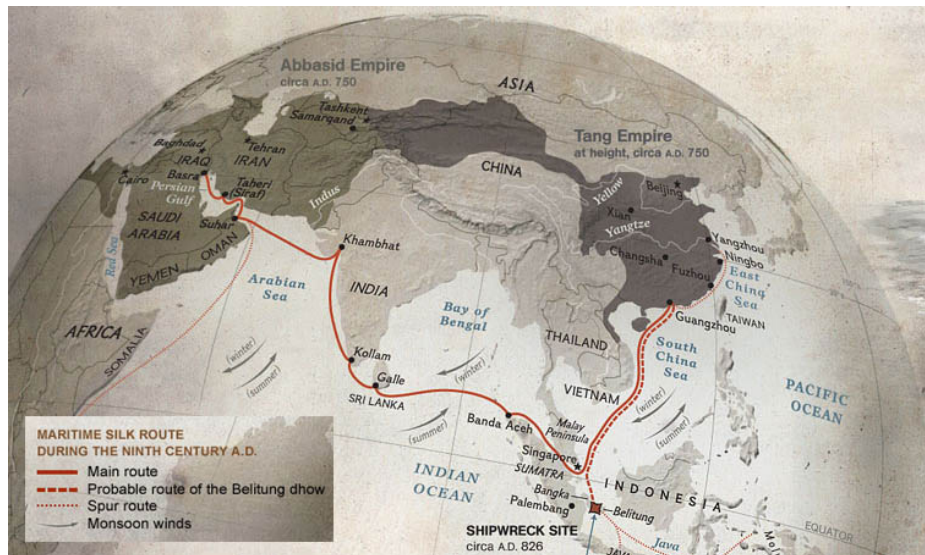 Abbasid Empire
circa A.D. 750
ASIA
Tashkent
Samarqand
Tang Empire
at height, circa A.D. 750
Baghdad
Tehran
IRAQ
IRAN
CHINA
Cairo
Basra
Taheri
(Siraf)
Persian
Gulf
Indus
Yellow
Beijing
Xian
Yangtze
SAUDI
ARABIA
Suhar
OMAN
YEMEN
Red Sea
Khambhat
Changsha
Fuzhou
Yangzhou
Ningbo
East
China
Sea
TAIWAN
Guangzhou
Arabian
Sea
INDIA
Bay of
Bengal
THAILAND
South
China
Sea
AFRICA
SOMALIA
(winter)
(summer)
Kollam
Galle
SRI LANKA
(winter)
(summer)
VIETNAM
(winter)
(summer)
PACIFIC
OCEAN
Banda Aceh
Malay
Peninsula
Singapore
SUMATRA
INDIAN
OCEAN
INDONESIA
Bangka
Palembang
Belitung
EQUATOR
SHIPWRECK SITE
circa A.D. 826
Java
MARITIME SILK ROUTE
DURING THE NINTH CENTURY A.D.
Main route
Probable route of the Belitung dhow
Spur route
Monsoon winds